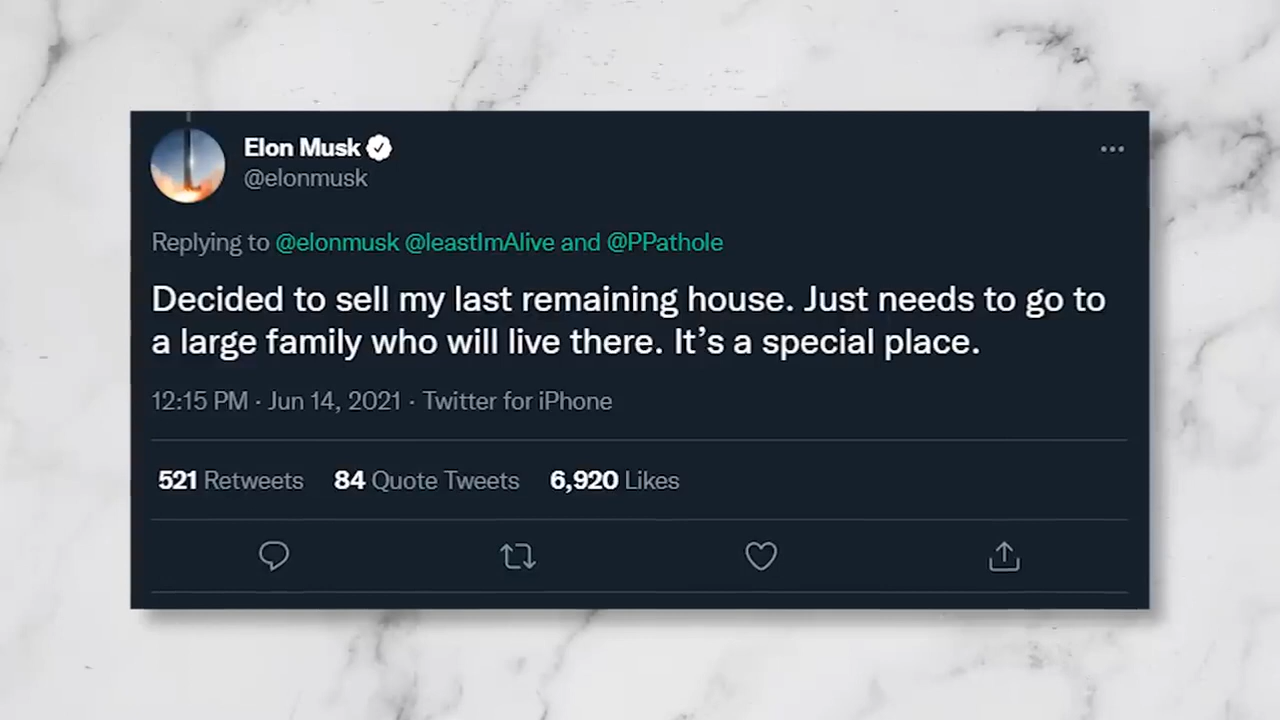 Elon Musk
@elonmusk
Replying to @elonmusk @leastImAlive and @PPathole
Decided to sell my last remaining house. Just needs to go to
a large family who will live there. It’s a special place.
12:15 PM · Jun 14, 2021 · Twitter for iPhone
521 Retweets 84 Quote Tweets 6,920 Likes